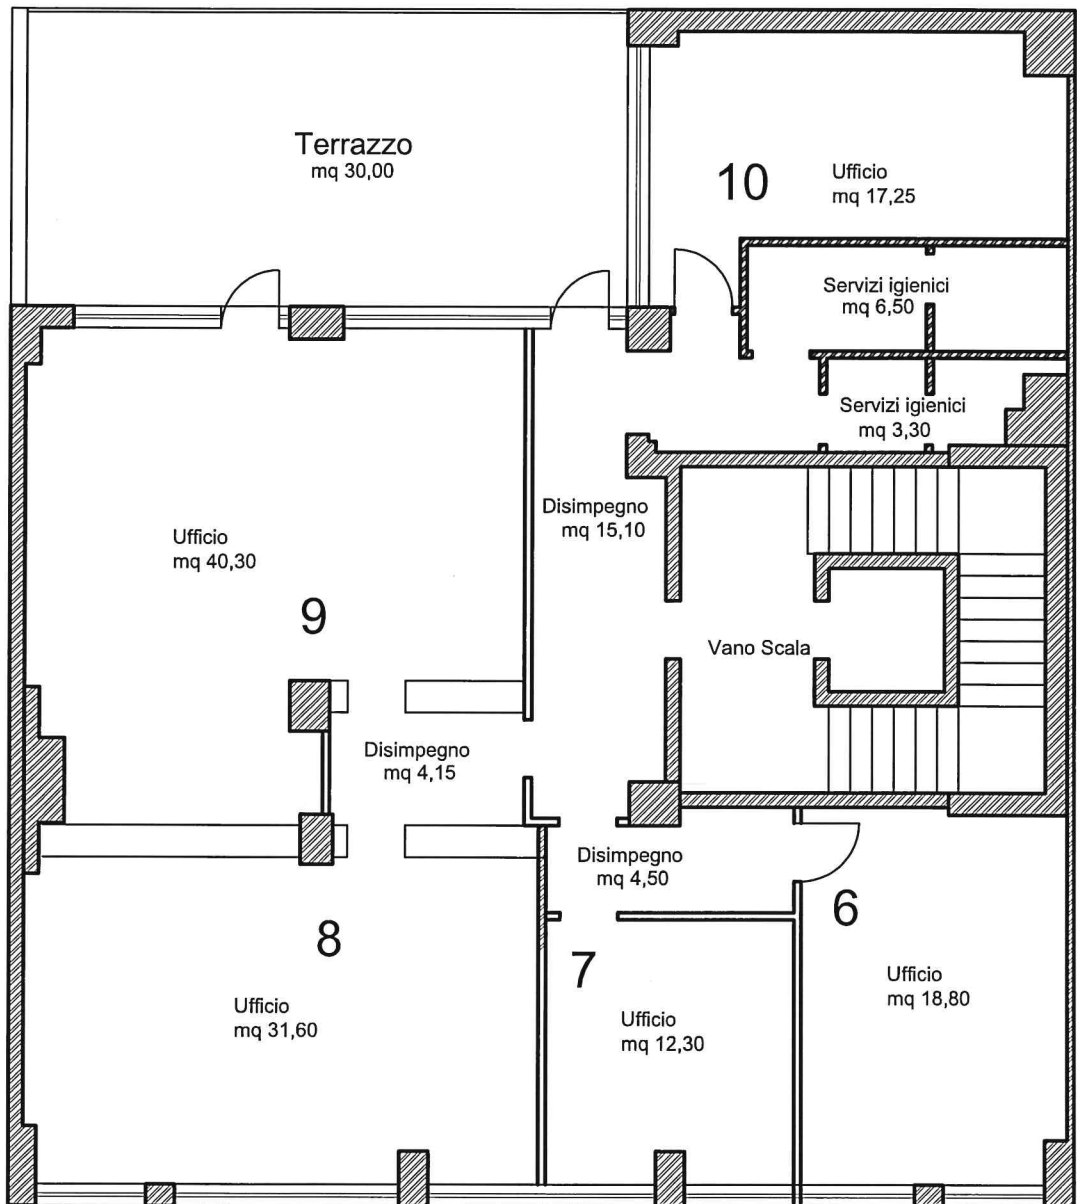 Terrazzo
mq 30,00
10
Ufficio
mq 17,25
Servizi igienici
mq 6,50
Servizi igienici
mq 3,30
Disimpegno
mq 15,10
Ufficio
mq 40,30
9
Vano Scala
Disimpegno
mq 4,15
Disimpegno
mq 4,50
6
8
7
Ufficio
mq 18,80
Ufficio
mq 31,60
Ufficio
mq 12,30